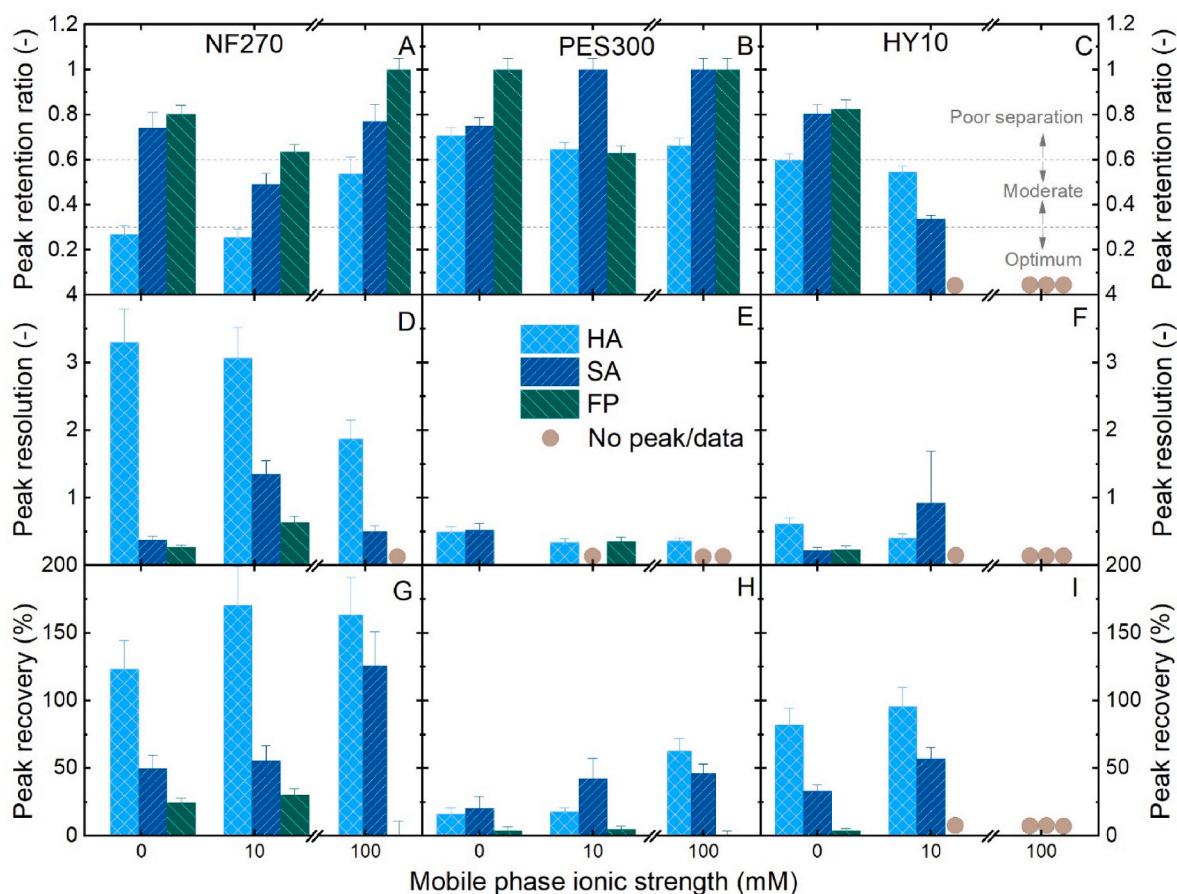 NF270 A PES300 B HY10 C
Peak retention ratio (-)
1.2
1
0.8
0.6
0.4
0.2
Peak retention ratio (-)
1.2
1
0.8
0.6
0.4
0.2
Poor separation
Moderate
Optimum
D E F
Peak resolution (-)
4
3
2
1
Peak resolution (-)
4
3
2
1
HA
SA
FP
No peak/data
G H I
Peak recovery (%)
200
150
100
50
0
Peak recovery (%)
200
150
100
50
0
0 10 100 0 10 100 0 10 100
Mobile phase ionic strength (mM)